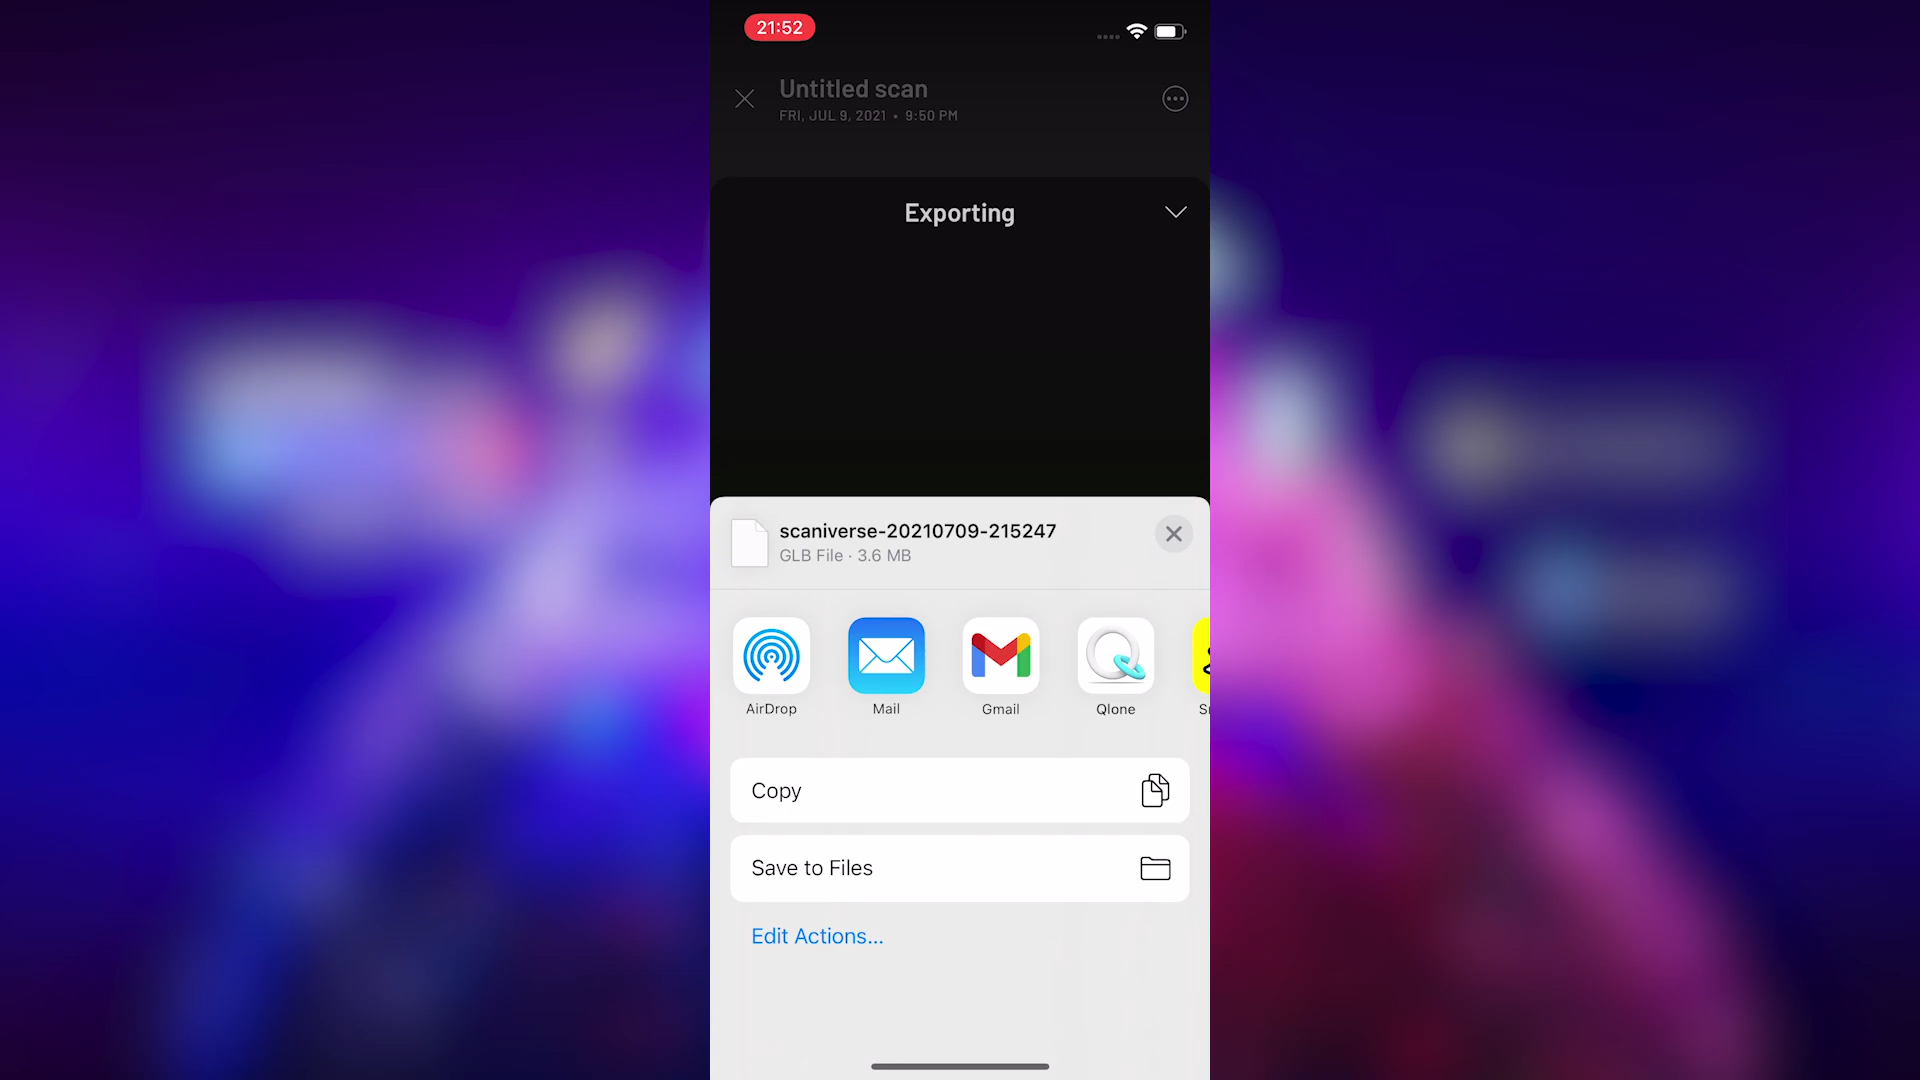 21:52
Untitled scan
FRI, JUL 9, 2021 • 9:50 PM
Exporting
scaniverse-20210709-215247
GLB File · 3.6 MB
AirDrop
Mail
Gmail
Qlone
Copy
Save to Files
Edit Actions...